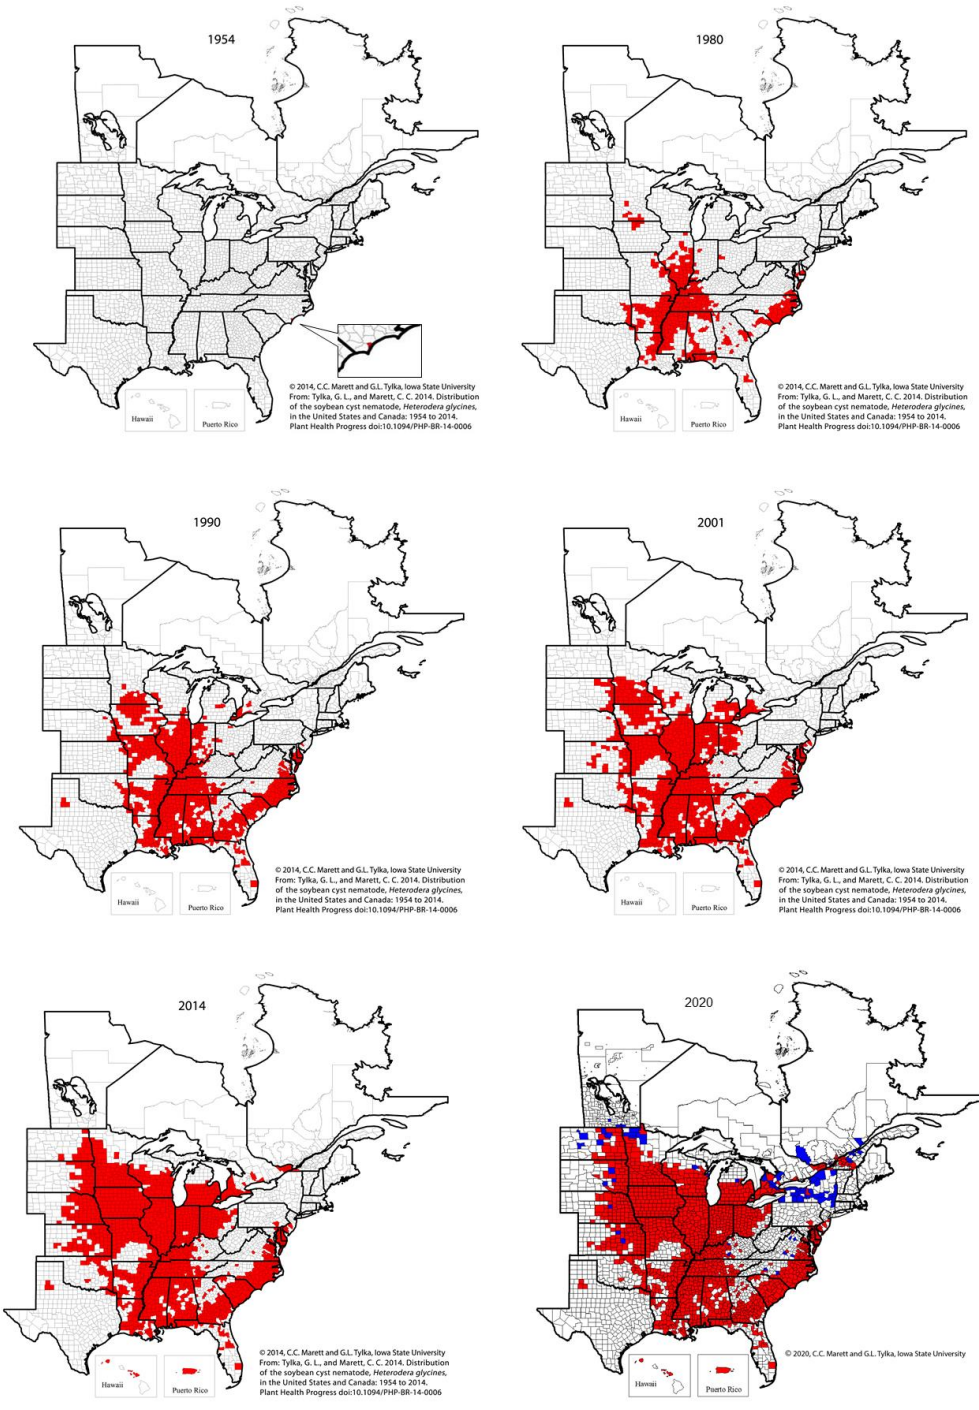 1954
Hawaii
Puerto Rico
© 2014, C.C. Marett and G.L. Tylka, Iowa State University
From: Tylka, G. L., and Marett, C. C. 2014. Distribution
of the soybean cyst nematode, Heterodera glycines,
in the United States and Canada: 1954 to 2014.
Plant Health Progress doi:10.1094/PHP-BR-14-0006
1980
Hawaii
Puerto Rico
© 2014, C.C. Marett and G.L. Tylka, Iowa State University
From: Tylka, G. L., and Marett, C. C. 2014. Distribution
of the soybean cyst nematode, Heterodera glycines,
in the United States and Canada: 1954 to 2014.
Plant Health Progress doi:10.1094/PHP-BR-14-0006
1990
Hawaii
Puerto Rico
© 2014, C.C. Marett and G.L. Tylka, Iowa State University
From: Tylka, G. L., and Marett, C. C. 2014. Distribution
of the soybean cyst nematode, Heterodera glycines,
in the United States and Canada: 1954 to 2014.
Plant Health Progress doi:10.1094/PHP-BR-14-0006
2001
Hawaii
Puerto Rico
© 2014, C.C. Marett and G.L. Tylka, Iowa State University
From: Tylka, G. L., and Marett, C. C. 2014. Distribution
of the soybean cyst nematode, Heterodera glycines,
in the United States and Canada: 1954 to 2014.
Plant Health Progress doi:10.1094/PHP-BR-14-0006
2014
Hawaii
Puerto Rico
© 2014, C.C. Marett and G.L. Tylka, Iowa State University
From: Tylka, G. L., and Marett, C. C. 2014. Distribution
of the soybean cyst nematode, Heterodera glycines,
in the United States and Canada: 1954 to 2014.
Plant Health Progress doi:10.1094/PHP-BR-14-0006
2020
Hawaii
Puerto Rico
© 2020, C.C. Marett and G.L. Tylka, Iowa State University